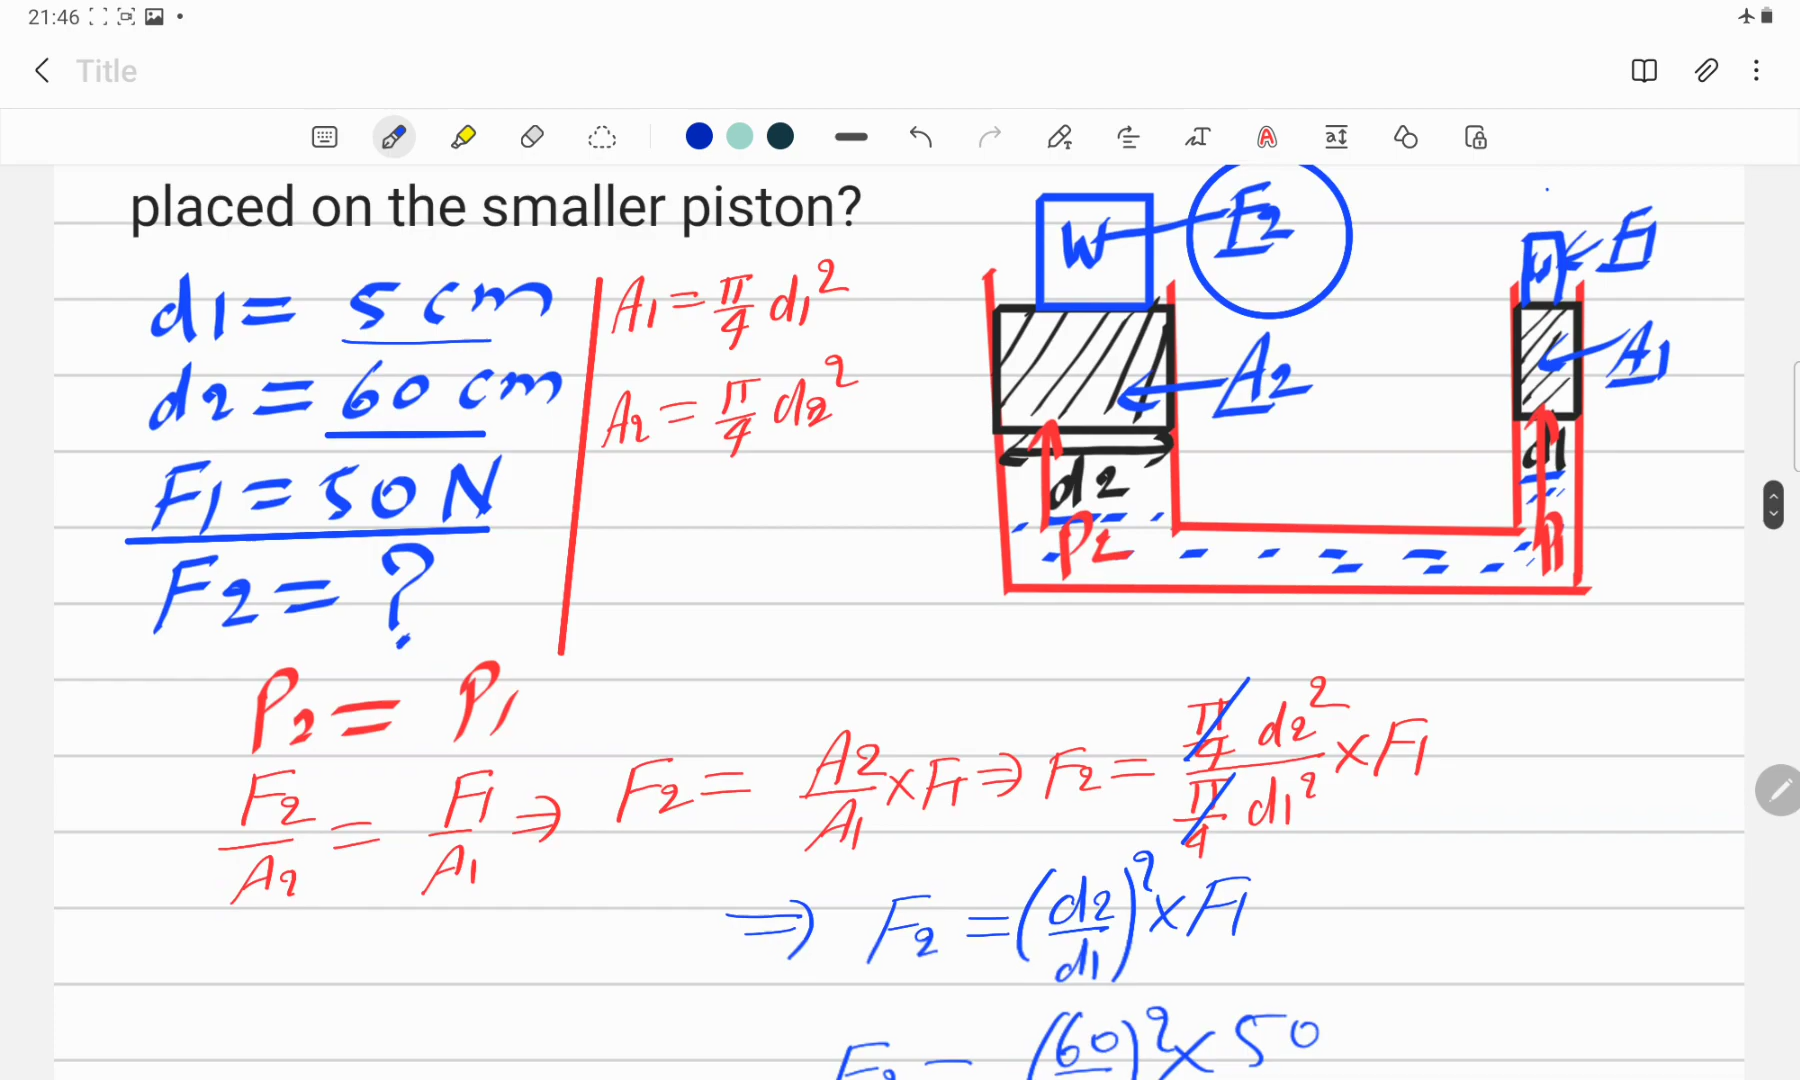 21:46
Title
placed on the smaller piston?
d1 = 5 cm
d2 = 60 cm
F1 = 50 N
F2 = ?
A1 = π/4 d1²
A2 = π/4 d2²
W F2
A2
d2
P2
F1
A1
d1
P1
P2 = P1
F2/A2 = F1/A1 ⇒ F2 = A2/A1 × F1 ⇒ F2 = (π/4 d2²)/(π/4 d1²) × F1
⇒ F2 = (d2/d1)² × F1
F2 = (60)² × 50